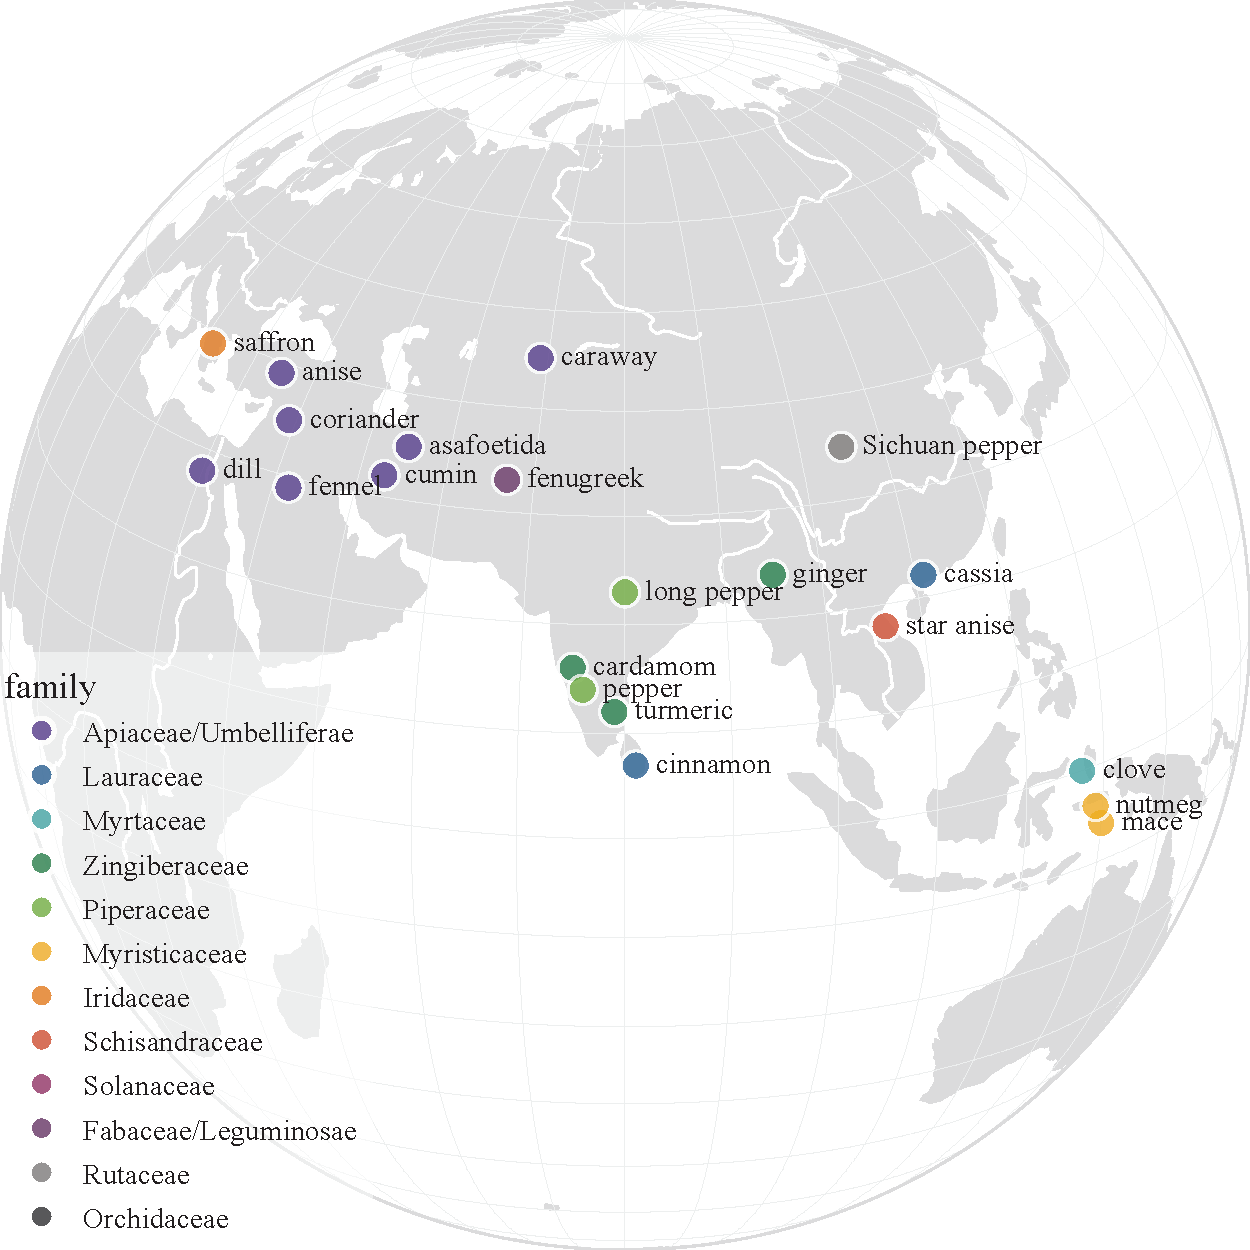 saffron
caraway
anise
coriander
asafoetida
Sichuan pepper
dill
cumin
fennel
fenugreek
ginger
cassia
long pepper
star anise
cardamom
pepper
turmeric
cinnamon
clove
nutmeg
mace
family
Apiaceae/Umbelliferae
Lauraceae
Myrtaceae
Zingiberaceae
Piperaceae
Myristicaceae
Iridaceae
Schisandraceae
Solanaceae
Fabaceae/Leguminosae
Rutaceae
Orchidaceae